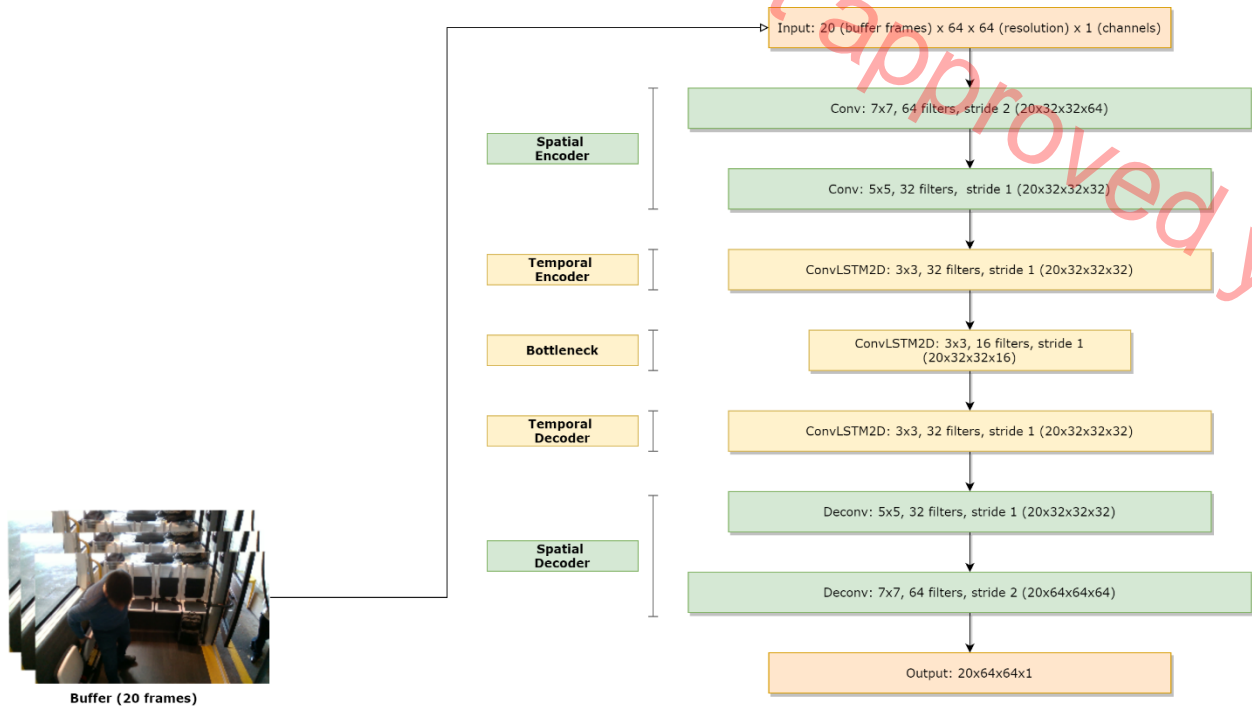 Input: 20 (buffer frames) x 64 x 64 (resolution) x 1 (channels)
Conv: 7x7, 64 filters, stride 2 (20x32x32x64)
Spatial
Encoder
Conv: 5x5, 32 filters, stride 1 (20x32x32x32)
Temporal
Encoder
ConvLSTM2D: 3x3, 32 filters, stride 1 (20x32x32x32)
Bottleneck
ConvLSTM2D: 3x3, 16 filters, stride 1
(20x32x32x16)
Temporal
Decoder
ConvLSTM2D: 3x3, 32 filters, stride 1 (20x32x32x32)
Deconv: 5x5, 32 filters, stride 1 (20x32x32x32)
Spatial
Decoder
Deconv: 7x7, 64 filters, stride 2 (20x64x64x64)
Output: 20x64x64x1
Buffer (20 frames)
approved